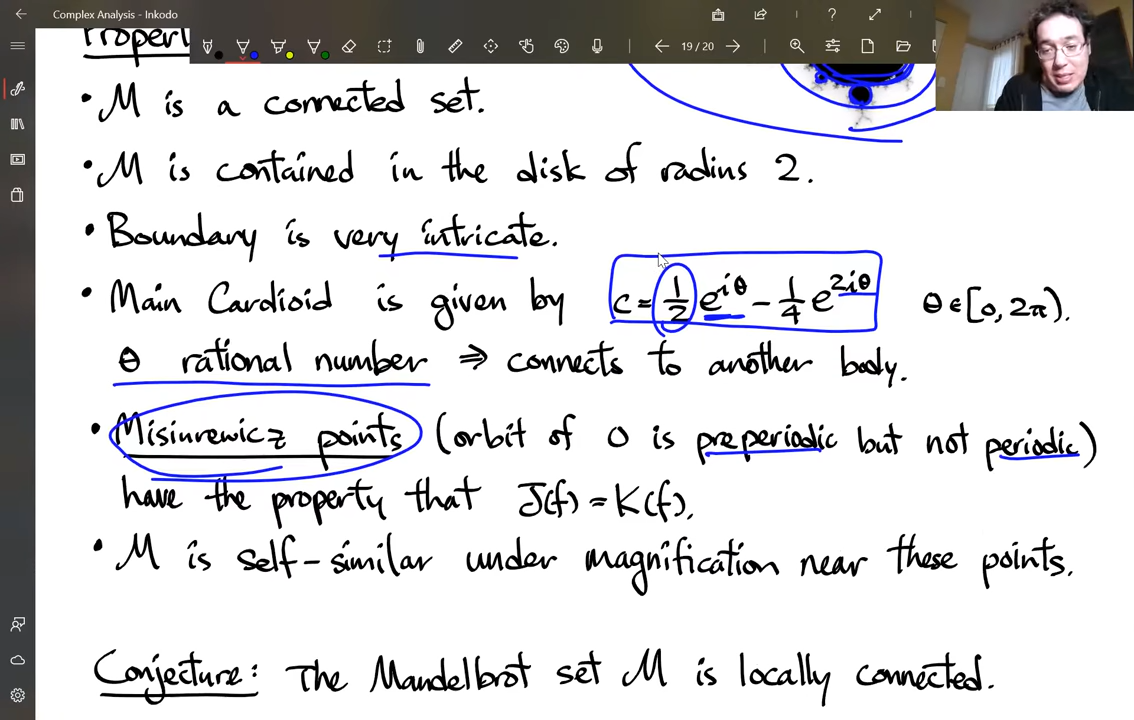 Complex Analysis - Inkodo
19 / 20
• M is a connected set.
• M is contained in the disk of radius 2.
• Boundary is very intricate.
• Main Cardioid is given by c = 1/2 e^{iθ} - 1/4 e^{2iθ} θ ∈ [0, 2π).
θ rational number ⇒ connects to another body.
• Misiurewicz points (orbit of 0 is preperiodic but not periodic)
have the property that J(f) = K(f).
• M is self-similar under magnification near these points.
Conjecture: The Mandelbrot set M is locally connected.